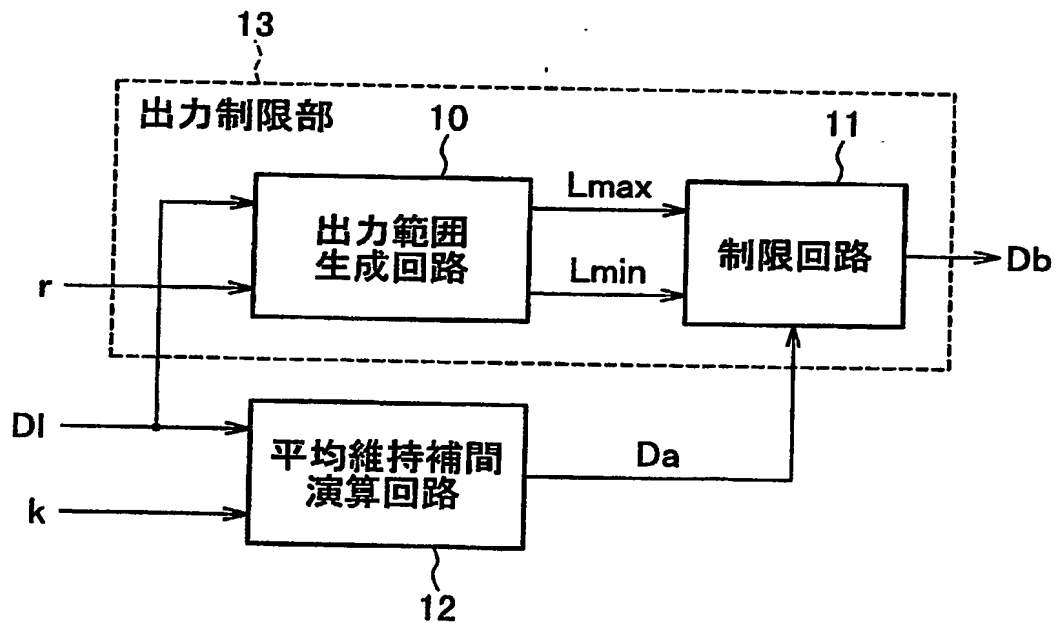 13
出力制限部
10
11
出力範囲
生成回路
Lmax
Lmin
制限回路
Db
r
DI
k
平均維持補間
演算回路
Da
12